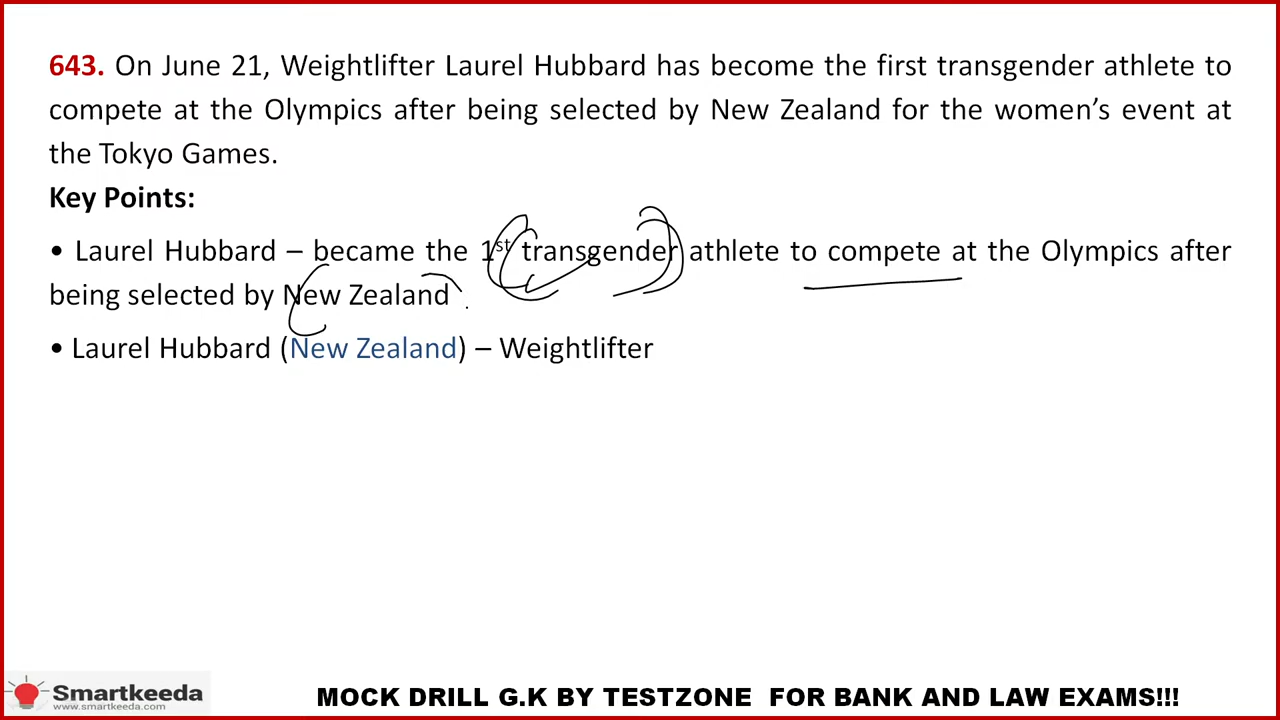 643. On June 21, Weightlifter Laurel Hubbard has become the first transgender athlete to
compete at the Olympics after being selected by New Zealand for the women’s event at
the Tokyo Games.
Key Points:
• Laurel Hubbard – became the 1st transgender athlete to compete at the Olympics after
being selected by New Zealand
• Laurel Hubbard (New Zealand) – Weightlifter
Smartkeeda
www.smartkeeda.com
MOCK DRILL G.K BY TESTZONE FOR BANK AND LAW EXAMS!!!